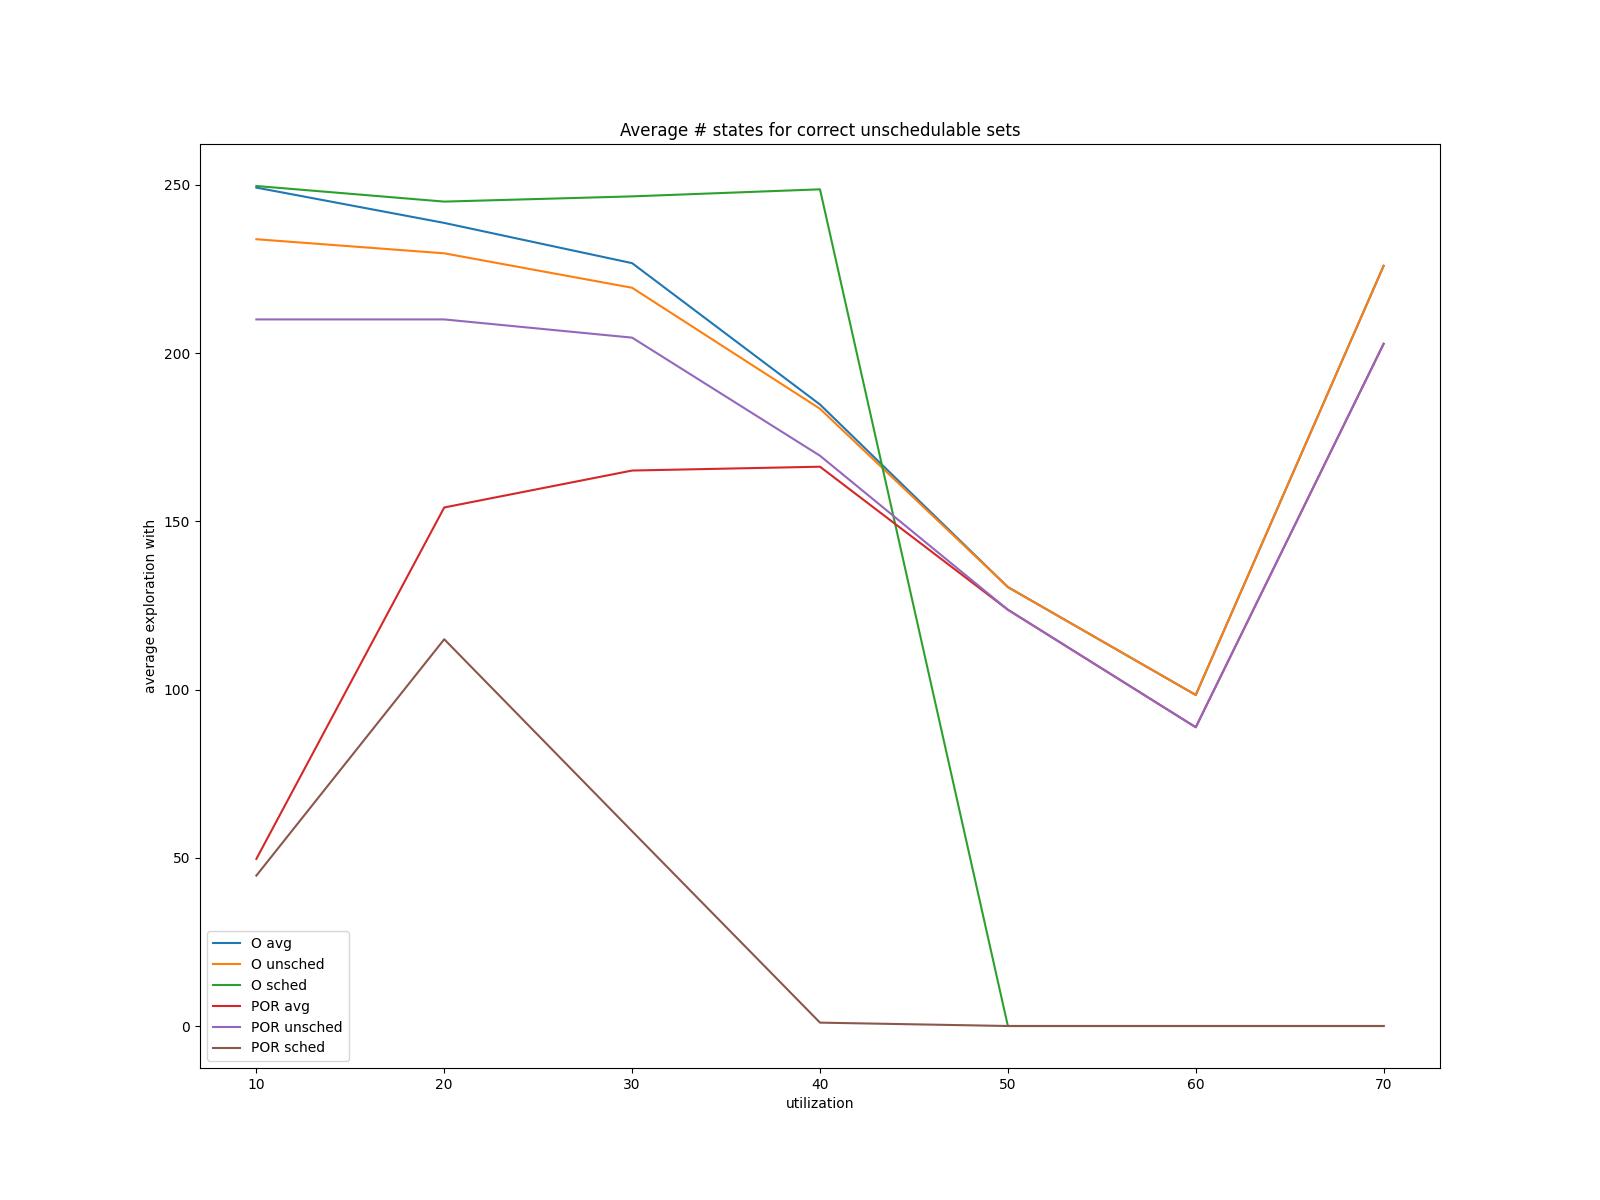 Average # states for correct unschedulable sets
average exploration with
250
200
150
100
50
0
O avg
O unsched
O sched
POR avg
POR unsched
POR sched
10
20
30
40
50
60
70
utilization